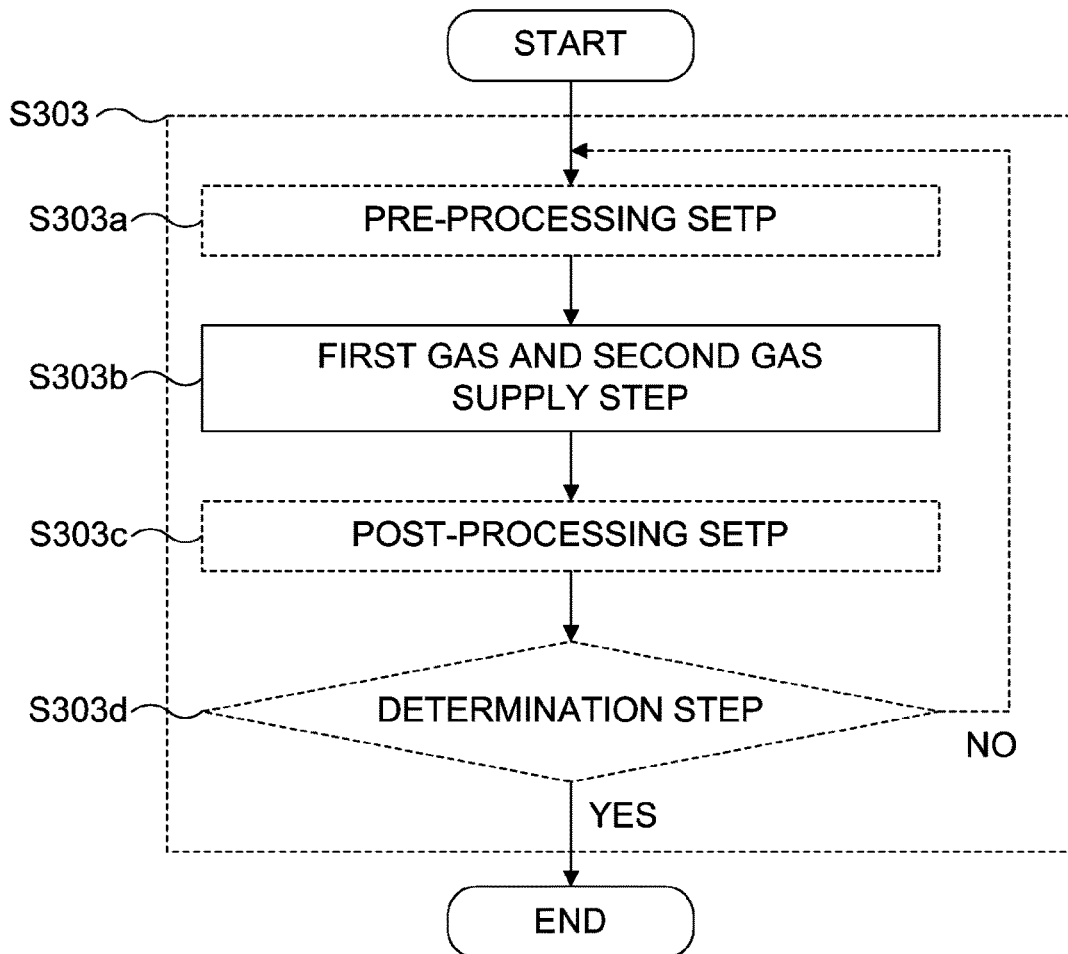 START
S303
S303a
PRE-PROCESSING SETP
S303b
FIRST GAS AND SECOND GAS
SUPPLY STEP
S303c
POST-PROCESSING SETP
S303d
DETERMINATION STEP
NO
YES
END